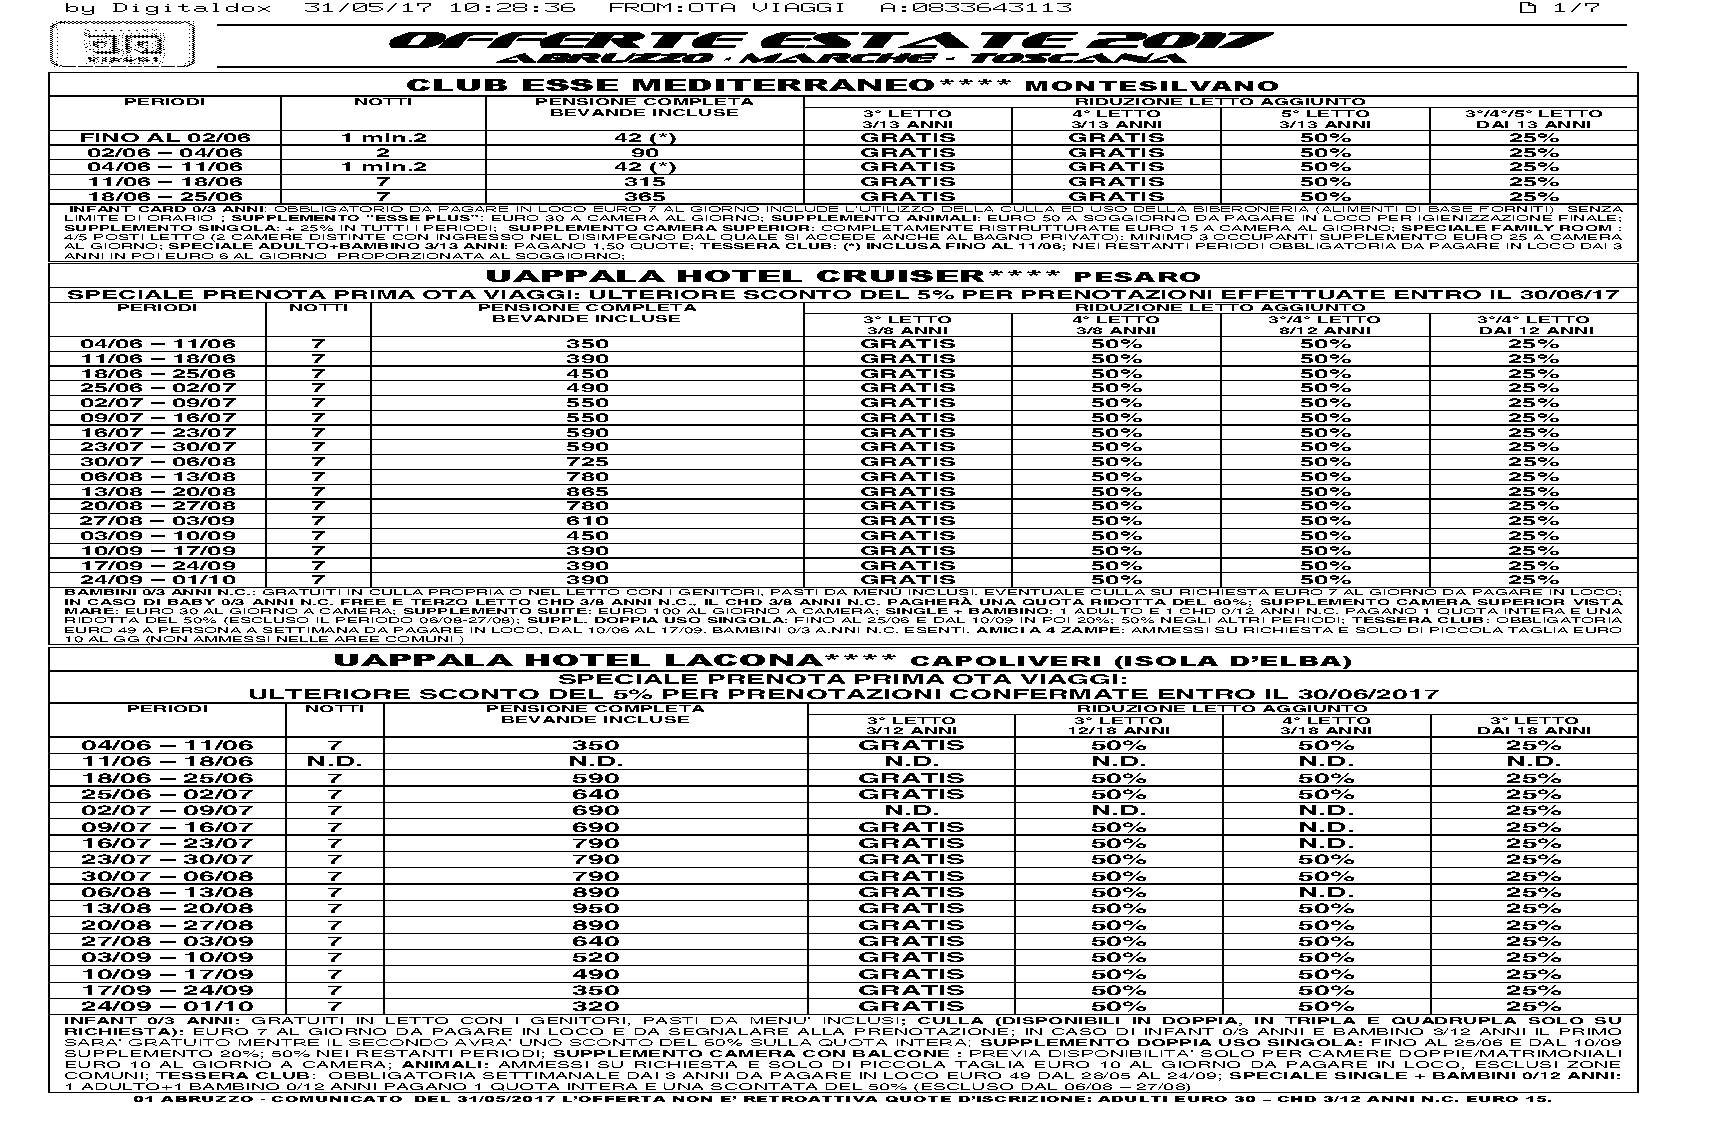 by Digitaldox 31/05/17 10:28:36 FROM:OTA VIAGGI A:0833643113 1/7
OFFERTE ESTATE 2017
ABRUZZO - MARCHE - TOSCANA
CLUB ESSE MEDITERRANEO**** MONTESILVANO
PERIODI NOTTI PENSIONE COMPLETA RIDUZIONE LETTO AGGIUNTO
BEVANDE INCLUSE 3° LETTO 4° LETTO 5° LETTO 3°/4°/5° LETTO
3/13 ANNI 3/13 ANNI 3/13 ANNI DAI 13 ANNI
FINO AL 02/06 1 min.2 42 (*) GRATIS GRATIS 50% 25%
02/06 – 04/06 2 90 GRATIS GRATIS 50% 25%
04/06 – 11/06 1 min.2 42 (*) GRATIS GRATIS 50% 25%
11/06 – 18/06 7 315 GRATIS GRATIS 50% 25%
18/06 – 25/06 7 365 GRATIS GRATIS 50% 25%
INFANT CARD 0/3 ANNI: OBBLIGATORIO DA PAGARE IN LOCO EURO 7 AL GIORNO INCLUDE L'UTILIZZO DELLA CULLA ED USO DELLA BIBERONERIA (ALIMENTI DI BASE FORNITI) SENZA
LIMITE DI ORARIO ; SUPPLEMENTO "ESSE PLUS": EURO 30 A CAMERA AL GIORNO; SUPPLEMENTO ANIMALI: EURO 50 A SOGGIORNO DA PAGARE IN LOCO PER IGIENIZZAZIONE FINALE;
SUPPLEMENTO SINGOLA: + 25% IN TUTTI I PERIODI; SUPPLEMENTO CAMERA SUPERIOR: COMPLETAMENTE RISTRUTTURATE EURO 15 A CAMERA AL GIORNO; SPECIALE FAMILY ROOM :
4/5 POSTI LETTO (2 CAMERE DISTINTE CON INGRESSO NEL DISIMPEGNO DAL QUALE SI ACCEDE ANCHE AL BAGNO PRIVATO); MINIMO 3 OCCUPANTI SUPPLEMENTO EURO 25 A CAMERA
AL GIORNO; SPECIALE ADULTO+BAMBINO 3/13 ANNI: PAGANO 1,50 QUOTE; TESSERA CLUB: (*) INCLUSA FINO AL 11/06; NEI RESTANTI PERIODI OBBLIGATORIA DA PAGARE IN LOCO DAI 3
ANNI IN POI EURO 6 AL GIORNO PROPORZIONATA AL SOGGIORNO;
UAPPALA HOTEL CRUISER**** PESARO
SPECIALE PRENOTA PRIMA OTA VIAGGI: ULTERIORE SCONTO DEL 5% PER PRENOTAZIONI EFFETTUATE ENTRO IL 30/06/17
PERIODI NOTTI PENSIONE COMPLETA RIDUZIONE LETTO AGGIUNTO
BEVANDE INCLUSE 3° LETTO 4° LETTO 3°/4° LETTO 3°/4° LETTO
3/8 ANNI 3/8 ANNI 8/12 ANNI DAI 12 ANNI
04/06 – 11/06 7 350 GRATIS 50% 50% 25%
11/06 – 18/06 7 390 GRATIS 50% 50% 25%
18/06 – 25/06 7 450 GRATIS 50% 50% 25%
25/06 – 02/07 7 490 GRATIS 50% 50% 25%
02/07 – 09/07 7 550 GRATIS 50% 50% 25%
09/07 – 16/07 7 550 GRATIS 50% 50% 25%
16/07 – 23/07 7 590 GRATIS 50% 50% 25%
23/07 – 30/07 7 590 GRATIS 50% 50% 25%
30/07 – 06/08 7 725 GRATIS 50% 50% 25%
06/08 – 13/08 7 780 GRATIS 50% 50% 25%
13/08 – 20/08 7 865 GRATIS 50% 50% 25%
20/08 – 27/08 7 780 GRATIS 50% 50% 25%
27/08 – 03/09 7 610 GRATIS 50% 50% 25%
03/09 – 10/09 7 450 GRATIS 50% 50% 25%
10/09 – 17/09 7 390 GRATIS 50% 50% 25%
17/09 – 24/09 7 390 GRATIS 50% 50% 25%
24/09 – 01/10 7 390 GRATIS 50% 50% 25%
BAMBINI 0/3 ANNI N.C.: GRATUITI IN CULLA PROPRIA O NEL LETTO CON I GENITORI, PASTI DA MENÙ INCLUSI. EVENTUALE CULLA SU RICHIESTA EURO 7 AL GIORNO DA PAGARE IN LOCO;
IN CASO DI BABY 0/3 ANNI N.C. FREE E TERZO LETTO CHD 3/8 ANNI N.C., IL CHD 3/8 ANNI N.C. PAGHERÀ UNA QUOTA RIDOTTA DEL 60%; SUPPLEMENTO CAMERA SUPERIOR VISTA
MARE: EURO 30 AL GIORNO A CAMERA; SUPPLEMENTO SUITE: EURO 100 AL GIORNO A CAMERA; SINGLE + BAMBINO: 1 ADULTO E 1 CHD 0/12 ANNI N.C. PAGANO 1 QUOTA INTERA E UNA
RIDOTTA DEL 50% (ESCLUSO IL PERIODO 06/08-27/08); SUPPL. DOPPIA USO SINGOLA: FINO AL 25/06 E DAL 10/09 IN POI 20%; 50% NEGLI ALTRI PERIODI; TESSERA CLUB: OBBLIGATORIA
EURO 49 A PERSONA A SETTIMANA DA PAGARE IN LOCO, DAL 10/06 AL 17/09. BAMBINI 0/3 A.NNI N.C. ESENTI. AMICI A 4 ZAMPE: AMMESSI SU RICHIESTA E SOLO DI PICCOLA TAGLIA EURO
10 AL GG (NON AMMESSI NELLE AREE COMUNI )
UAPPALA HOTEL LACONA**** CAPOLIVERI (ISOLA D'ELBA)
SPECIALE PRENOTA PRIMA OTA VIAGGI:
ULTERIORE SCONTO DEL 5% PER PRENOTAZIONI CONFERMATE ENTRO IL 30/06/2017
PERIODI NOTTI PENSIONE COMPLETA RIDUZIONE LETTO AGGIUNTO
BEVANDE INCLUSE 3° LETTO 3° LETTO 4° LETTO 3° LETTO
3/12 ANNI 12/18 ANNI 3/18 ANNI DAI 18 ANNI
04/06 – 11/06 7 350 GRATIS 50% 50% 25%
11/06 – 18/06 N.D. N.D. N.D. N.D. N.D. N.D.
18/06 – 25/06 7 590 GRATIS 50% 50% 25%
25/06 – 02/07 7 640 GRATIS 50% 50% 25%
02/07 – 09/07 7 690 N.D. N.D. N.D. 25%
09/07 – 16/07 7 690 GRATIS 50% N.D. 25%
16/07 – 23/07 7 790 GRATIS 50% N.D. 25%
23/07 – 30/07 7 790 GRATIS 50% 50% 25%
30/07 – 06/08 7 790 GRATIS 50% 50% 25%
06/08 – 13/08 7 890 GRATIS 50% N.D. 25%
13/08 – 20/08 7 950 GRATIS 50% 50% 25%
20/08 – 27/08 7 890 GRATIS 50% 50% 25%
27/08 – 03/09 7 640 GRATIS 50% 50% 25%
03/09 – 10/09 7 520 GRATIS 50% 50% 25%
10/09 – 17/09 7 490 GRATIS 50% 50% 25%
17/09 – 24/09 7 350 GRATIS 50% 50% 25%
24/09 – 01/10 7 320 GRATIS 50% 50% 25%
INFANT 0/3 ANNI: GRATUITI IN LETTO CON I GENITORI, PASTI DA MENU' INCLUSI; CULLA (DISPONIBILI IN DOPPIA, IN TRIPLA E QUADRUPLA SOLO SU
RICHIESTA): EURO 7 AL GIORNO DA PAGARE IN LOCO E DA SEGNALARE ALLA PRENOTAZIONE; IN CASO DI INFANT 0/3 ANNI E BAMBINO 3/12 ANNI IL PRIMO
SARA' GRATUITO MENTRE IL SECONDO AVRA' UNO SCONTO DEL 60% SULLA QUOTA INTERA; SUPPLEMENTO DOPPIA USO SINGOLA: FINO AL 25/06 E DAL 10/09
SUPPLEMENTO 20%; 50% NEI RESTANTI PERIODI; SUPPLEMENTO CAMERA CON BALCONE : PREVIA DISPONIBILITA' SOLO PER CAMERE DOPPIE/MATRIMONIALI
EURO 10 AL GIORNO A CAMERA; ANIMALI: AMMESSI SU RICHIESTA E SOLO DI PICCOLA TAGLIA EURO 10 AL GIORNO DA PAGARE IN LOCO, ESCLUSI ZONE
COMUNI; TESSERA CLUB: OBBLIGATORIA SETTIMANALE DAI 3 ANNI DA PAGARE IN LOCO EURO 49 DAL 28/05 AL 24/09; SPECIALE SINGLE + BAMBINI 0/12 ANNI:
1 ADULTO+1 BAMBINO 0/12 ANNI PAGANO 1 QUOTA INTERA E UNA SCONTATA DEL 50% (ESCLUSO DAL 06/08 – 27/08)
01 ABRUZZO - COMUNICATO DEL 31/05/2017 L'OFFERTA NON E' RETROATTIVA QUOTE D'ISCRIZIONE: ADULTI EURO 30 – CHD 3/12 ANNI N.C. EURO 15.